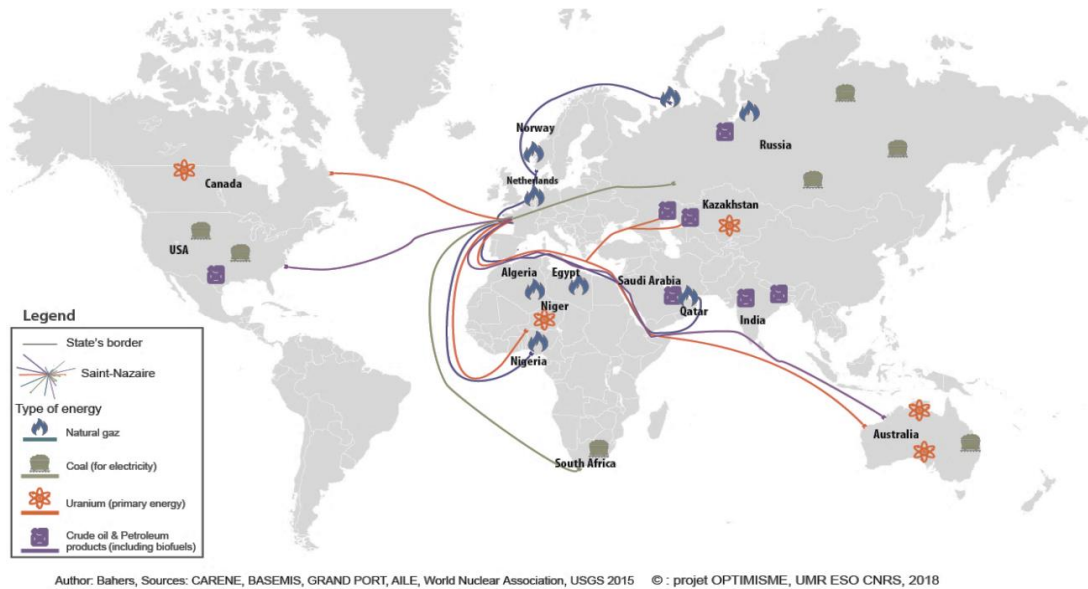 Norway
Russia
Netherlands
Canada
Kazakhstan
USA
Algeria
Egypt
Saudi Arabia
Niger
Qatar
India
Nigeria
Australia
South Africa
Legend
State's border
Saint-Nazaire
Type of energy
Natural gaz
Coal (for electricity)
Uranium (primary energy)
Crude oil & Petroleum
products (including biofuels)
Author: Bahers, Sources: CARENE, BASEMIS, GRAND PORT, AILE, World Nuclear Association, USGS 2015 © : projet OPTIMISME, UMR ESO CNRS, 2018